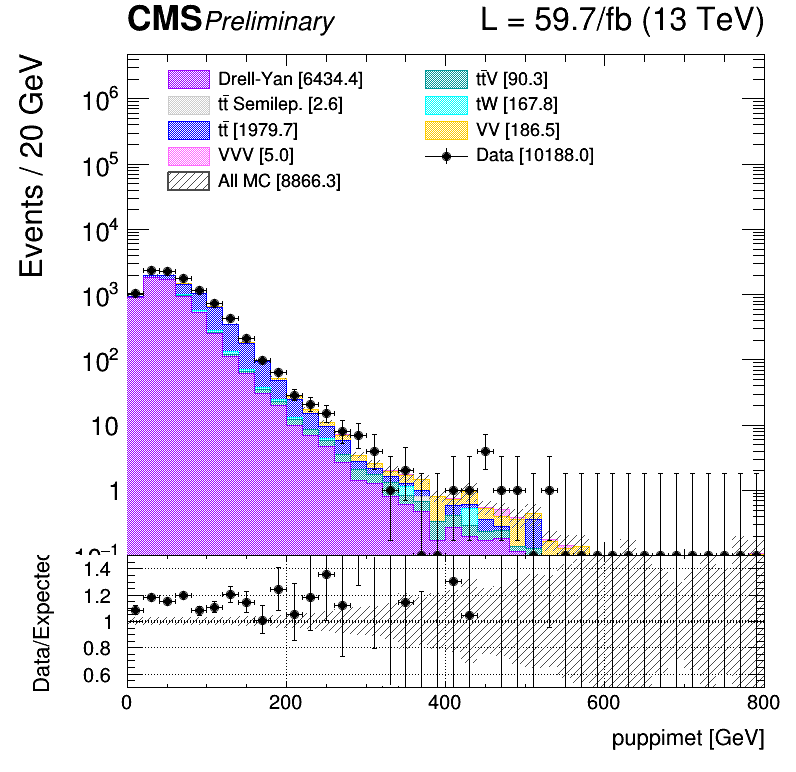 CMS Preliminary L = 59.7/fb (13 TeV)
Events / 20 GeV
Drell-Yan [6434.4]
tt̄ Semilep. [2.6]
tt̄ [1979.7]
VVV [5.0]
All MC [8866.3]
tt̄V [90.3]
tW [167.8]
VV [186.5]
Data [10188.0]
10⁶
10⁵
10⁴
10³
10²
10
1
10⁻¹
Data/Expected
1.4
1.2
1
0.8
0.6
0 200 400 600 800
puppimet [GeV]